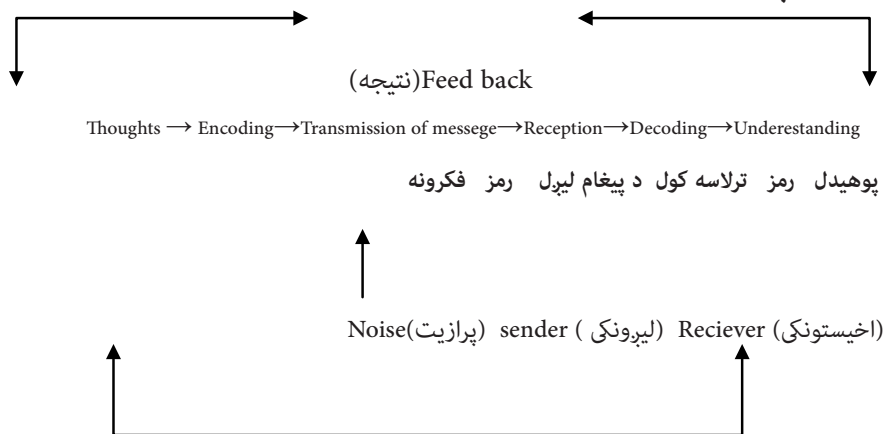 Feed back(نتیجه)
Thoughts → Encoding→Transmission of messege→Reception→Decoding→Underestanding
پوهیدل رمز ترلاسه کول د پیغام لیږل رمز فکرونه
Noise(پرازیت) sender ( لیږونکی) Reciever (اخیستونکی)